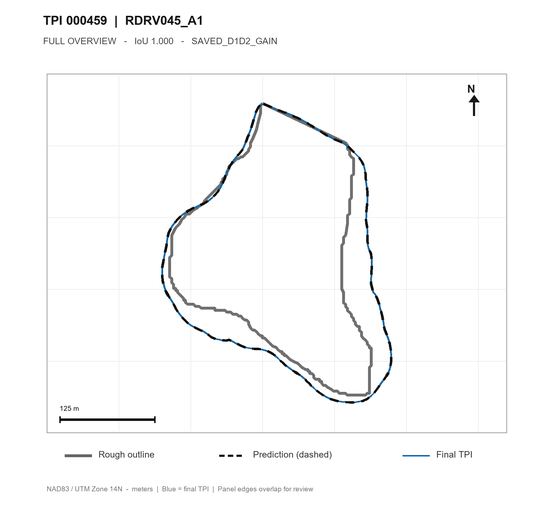 TPI 000459 | RDRV045_A1
FULL OVERVIEW - IoU 1.000 - SAVED_D1D2_GAIN
N
125 m
Rough outline Prediction (dashed) Final TPI
NAD83 / UTM Zone 14N - meters | Blue = final TPI | Panel edges overlap for review